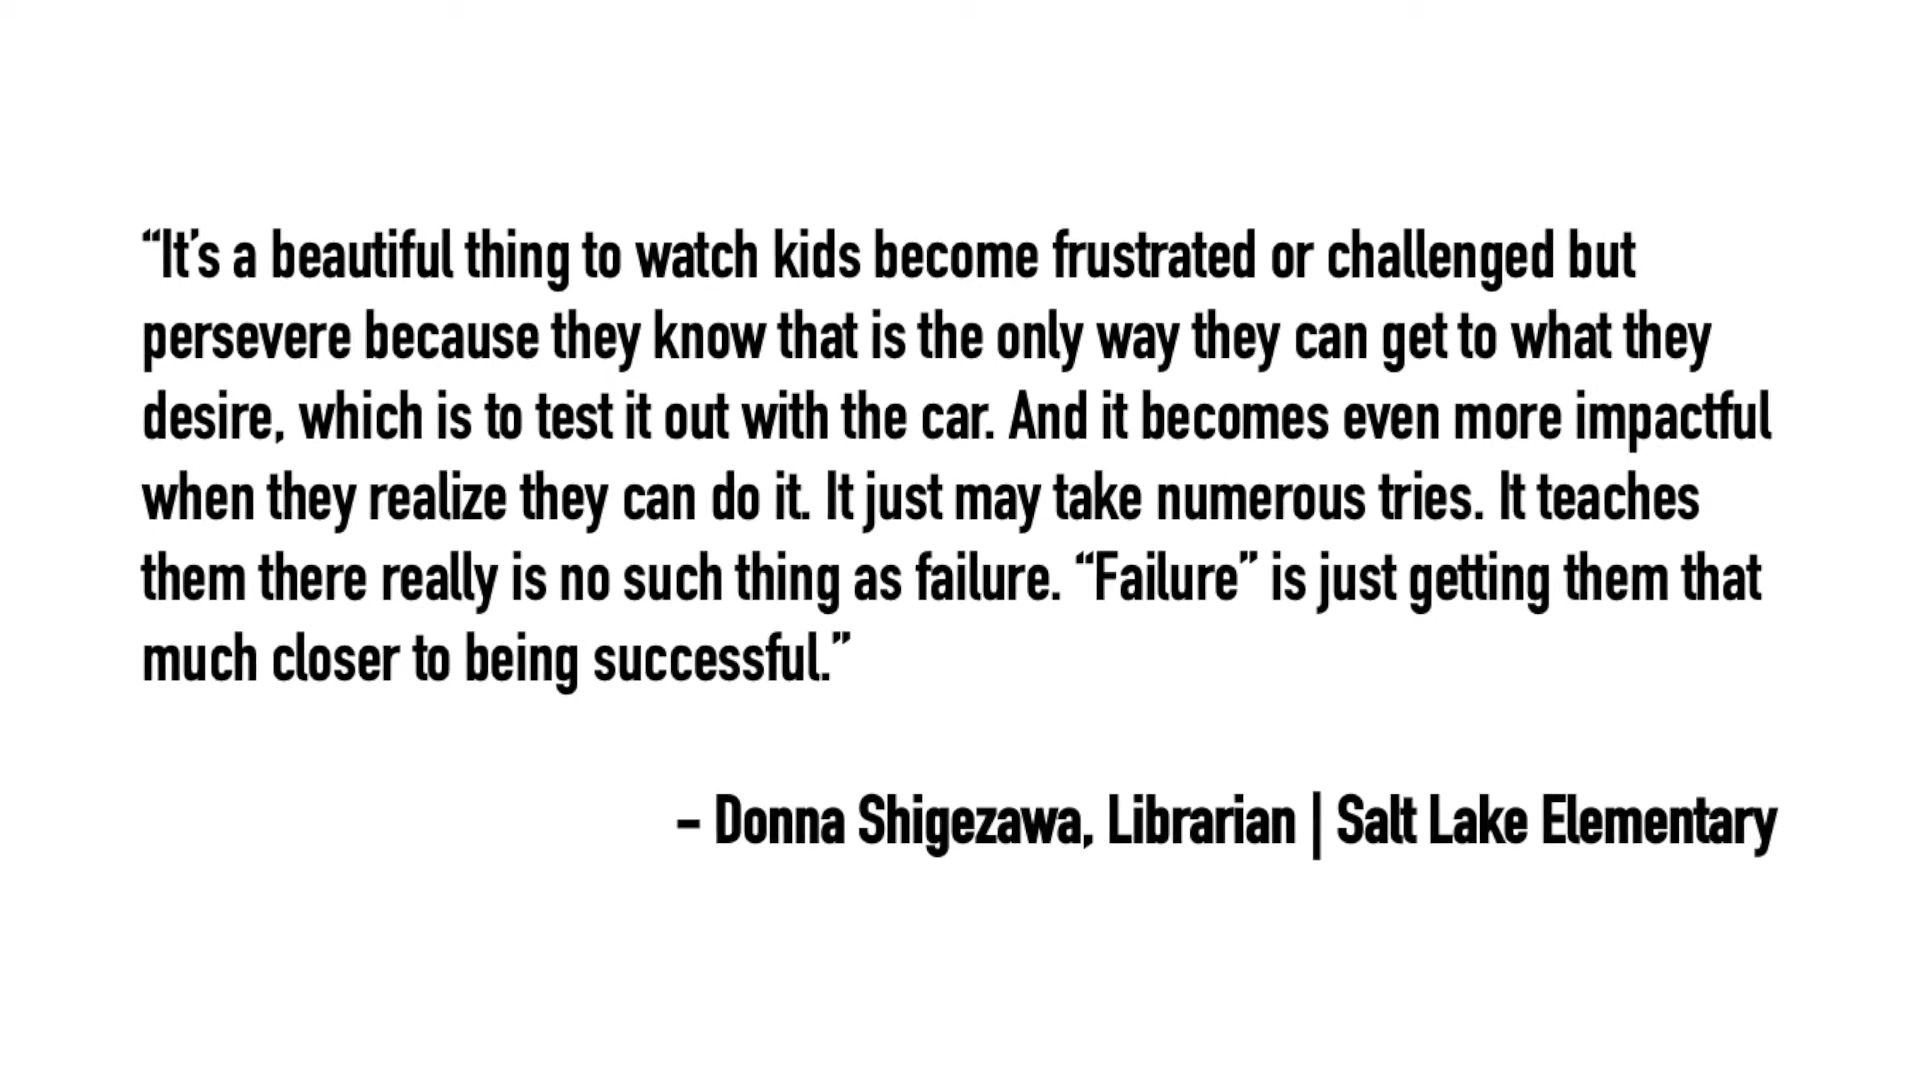 “It’s a beautiful thing to watch kids become frustrated or challenged but
persevere because they know that is the only way they can get to what they
desire, which is to test it out with the car. And it becomes even more impactful
when they realize they can do it. It just may take numerous tries. It teaches
them there really is no such thing as failure. “Failure” is just getting them that
much closer to being successful.”
– Donna Shigezawa, Librarian | Salt Lake Elementary